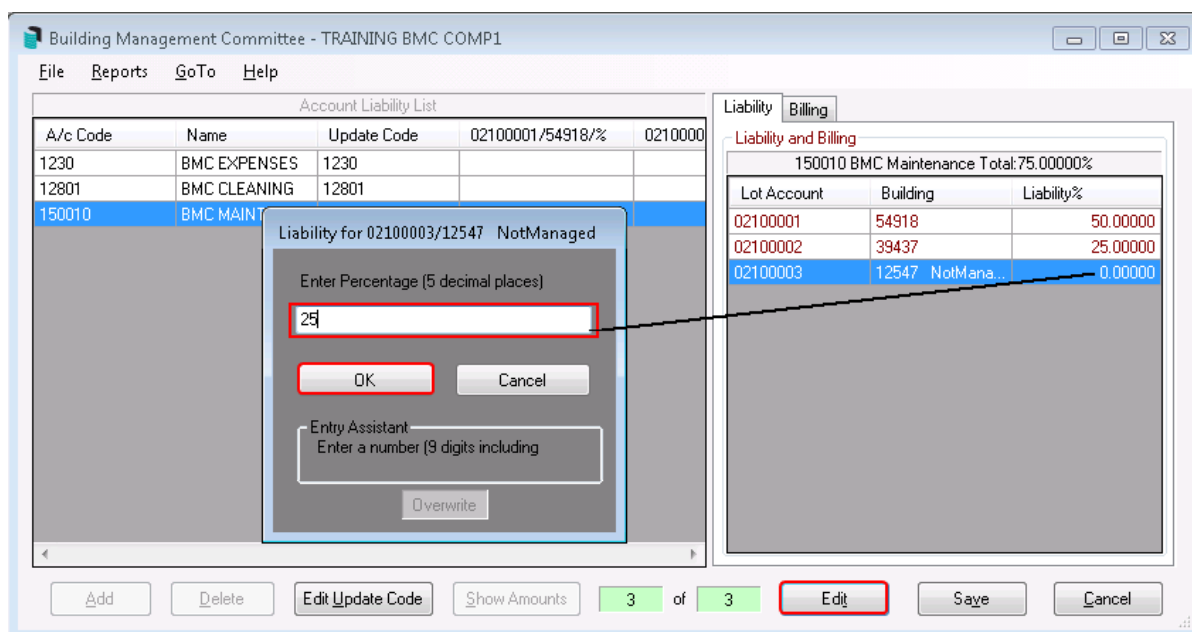 Building Management Committee - TRAINING BMC COMP1
File Reports GoTo Help
Account Liability List
A/c Code Name Update Code 02100001/54918/% 0210000
1230 BMC EXPENSES 1230
12801 BMC CLEANING 12801
150010 BMC MAINT
Liability for 02100003/12547 NotManaged
Enter Percentage (5 decimal places)
25
OK Cancel
Entry Assistant
Enter a number (9 digits including
Overwrite
Liability Billing
Liability and Billing
150010 BMC Maintenance Total:75.00000%
Lot Account Building Liability%
02100001 54918 50.00000
02100002 39437 25.00000
02100003 12547 NotMana... 0.00000
Add Delete Edit Update Code Show Amounts 3 of 3 Edit Save Cancel